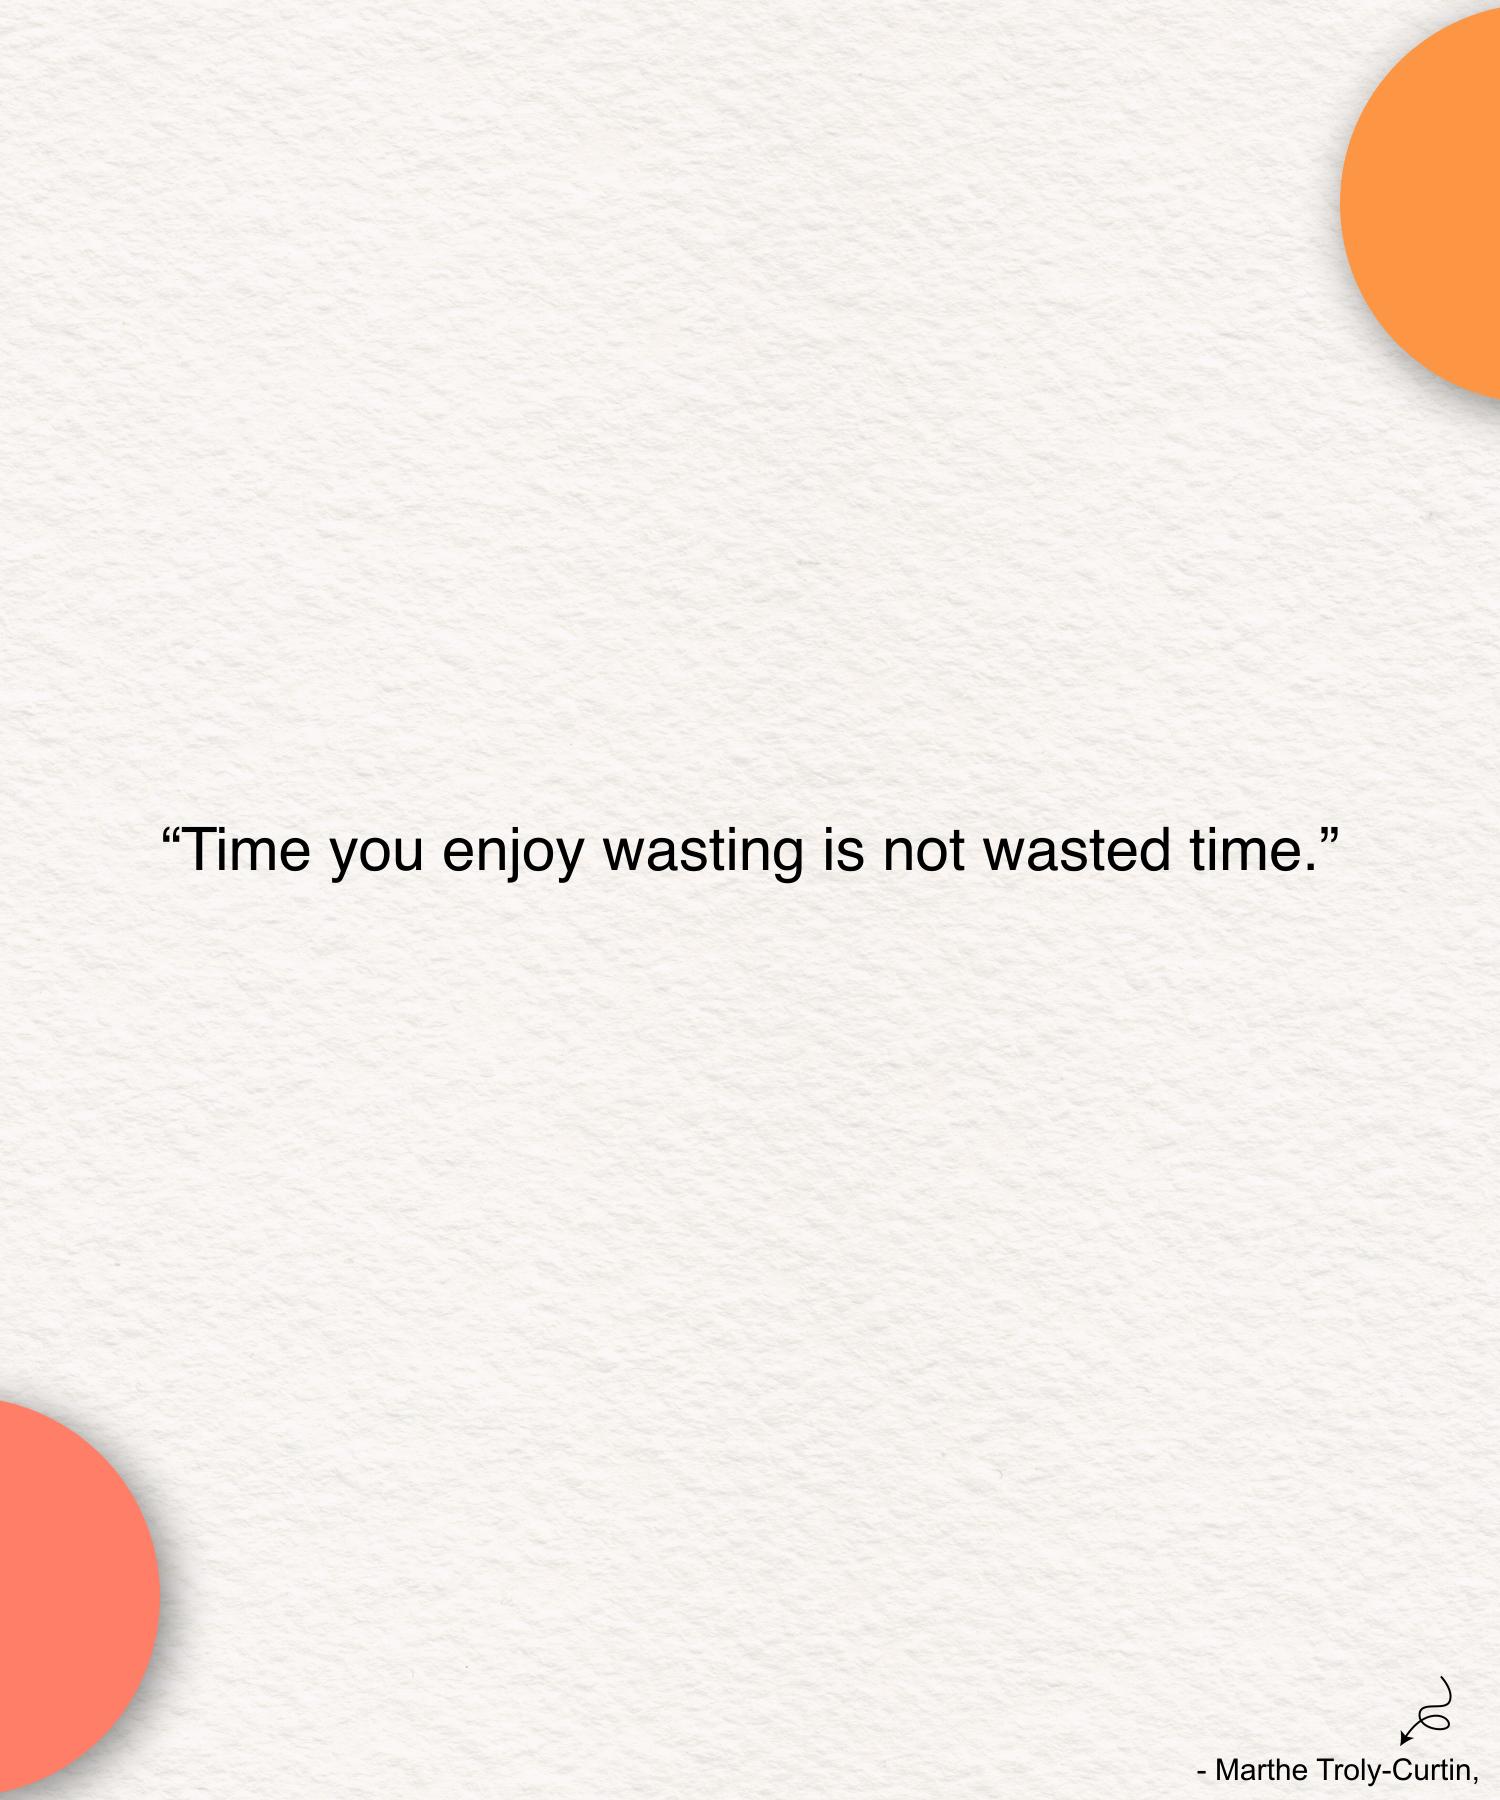 “Time you enjoy wasting is not wasted time.”
- Marthe Troly-Curtin,